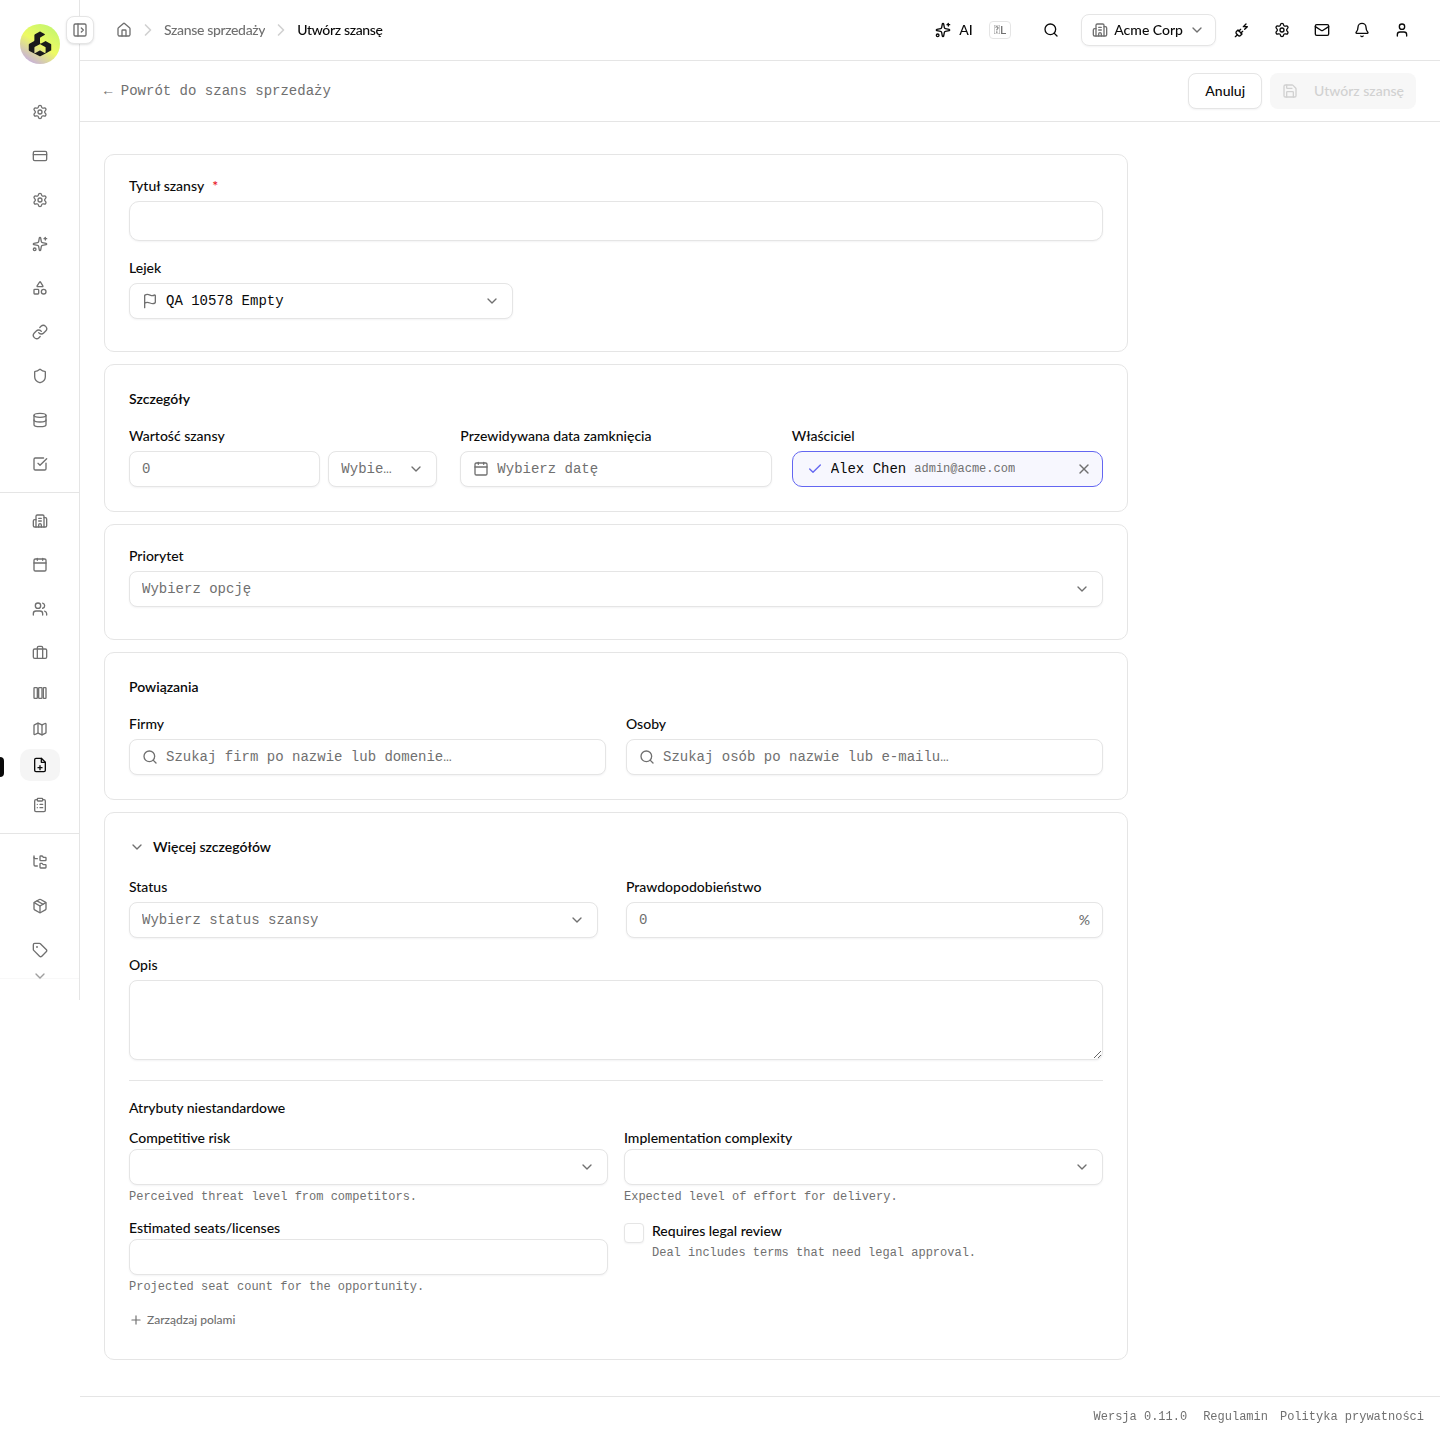 Szanse sprzedaży
Utwórz szansę
AI
L
Acme Corp
← Powrót do szans sprzedaży
Anuluj
Utwórz szansę
Tytuł szansy *
Lejek
QA 10578 Empty
Szczegóły
Wartość szansy
Przewidywana data zamknięcia
Właściciel
0
Wybie…
Wybierz datę
Alex Chen admin@acme.com
Priorytet
Wybierz opcję
Powiązania
Firmy
Osoby
Szukaj firm po nazwie lub domenie…
Szukaj osób po nazwie lub e-mailu…
Więcej szczegółów
Status
Prawdopodobieństwo
Wybierz status szansy
0
%
Opis
Atrybuty niestandardowe
Competitive risk
Implementation complexity
Perceived threat level from competitors.
Expected level of effort for delivery.
Estimated seats/licenses
Requires legal review
Deal includes terms that need legal approval.
Projected seat count for the opportunity.
Zarządzaj polami
Wersja 0.11.0
Regulamin
Polityka prywatności